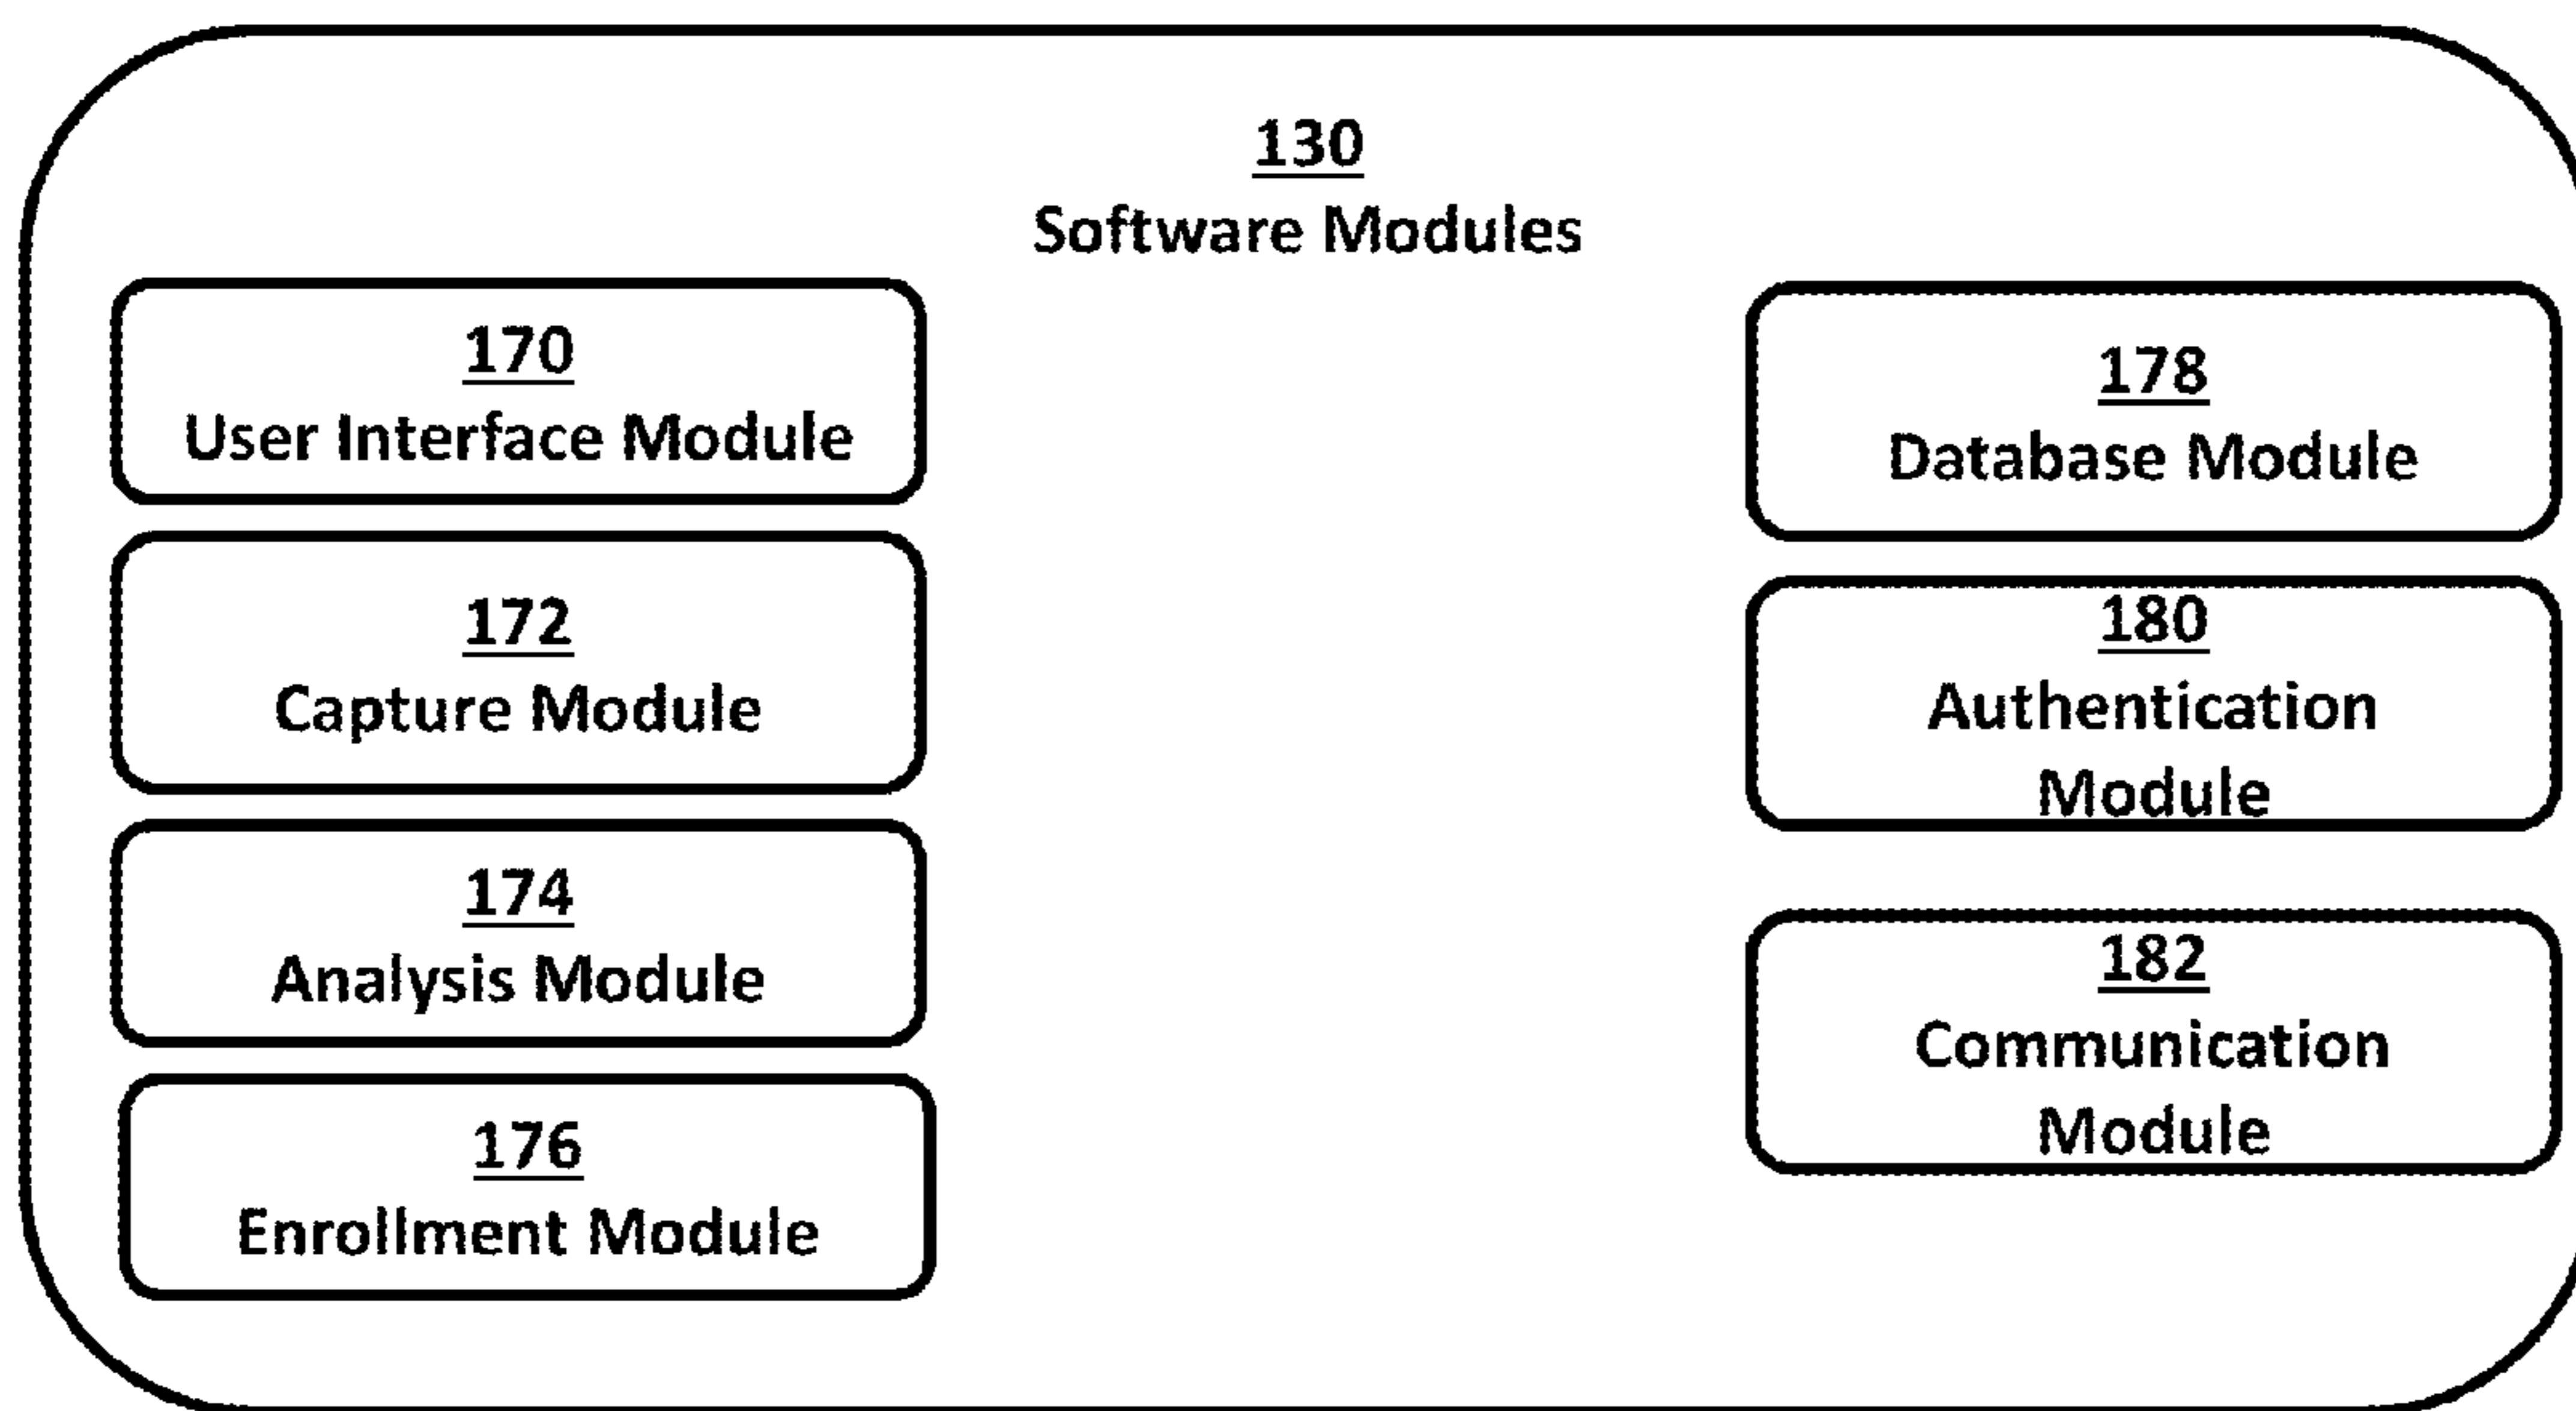 130
Software Modules
170
User Interface Module
172
Capture Module
174
Analysis Module
176
Enrollment Module
178
Database Module
180
Authentication
Module
182
Communication
Module